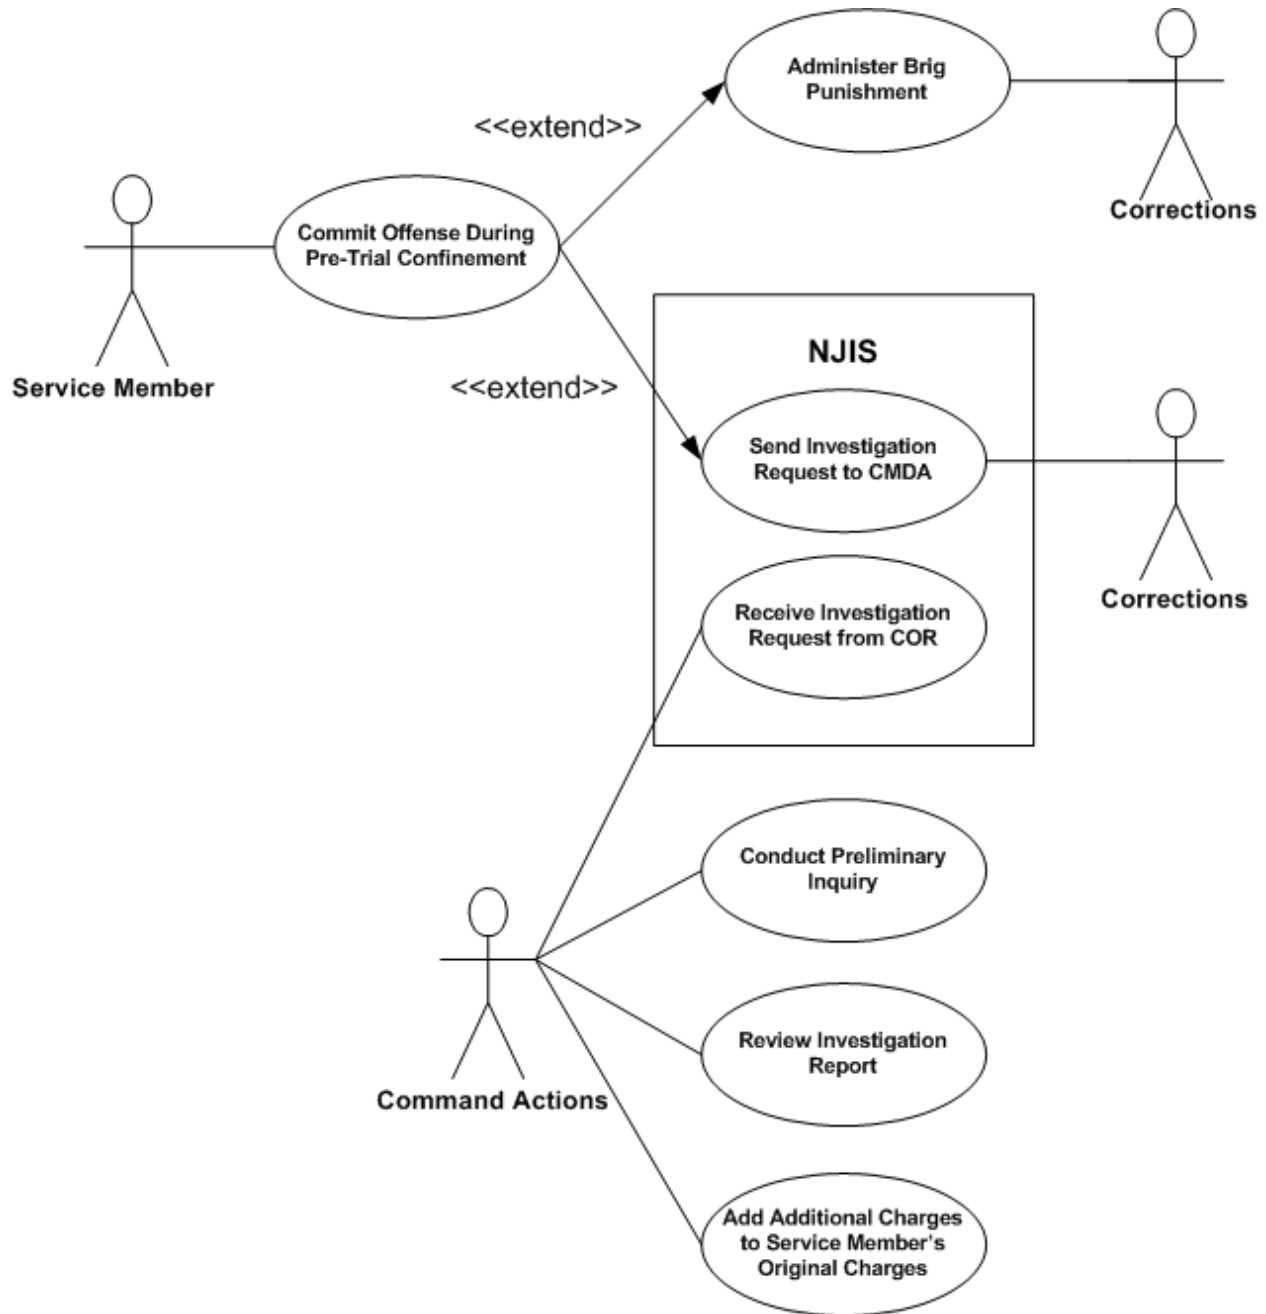 Administer Brig
Punishment
<<extend>>
Corrections
Commit Offense During
Pre-Trial Confinement
Service Member
<<extend>>
NJIS
Send Investigation
Request to CMDA
Corrections
Receive Investigation
Request from COR
Conduct Preliminary
Inquiry
Review Investigation
Report
Command Actions
Add Additional Charges
to Service Member's
Original Charges